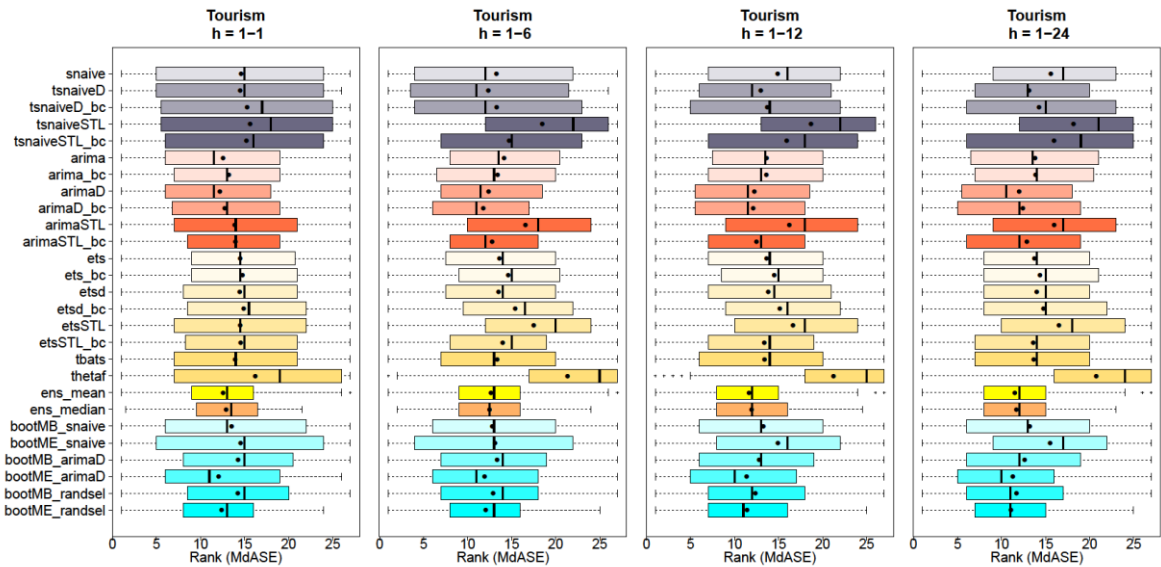 Tourism
h = 1−1
Tourism
h = 1−6
Tourism
h = 1−12
Tourism
h = 1−24
snaive
tsnaiveD
tsnaiveD_bc
tsnaiveSTL
tsnaiveSTL_bc
arima
arima_bc
arimaD
arimaD_bc
arimaSTL
arimaSTL_bc
ets
ets_bc
etsd
etsd_bc
etsSTL
etsSTL_bc
tbats
thetaf
ens_mean
ens_median
bootMB_snaive
bootME_snaive
bootMB_arimaD
bootME_arimaD
bootMB_randsel
bootME_randsel
0 5 10 15 20 25
0 5 10 15 20 25
0 5 10 15 20 25
0 5 10 15 20 25
Rank (MdASE)
Rank (MdASE)
Rank (MdASE)
Rank (MdASE)